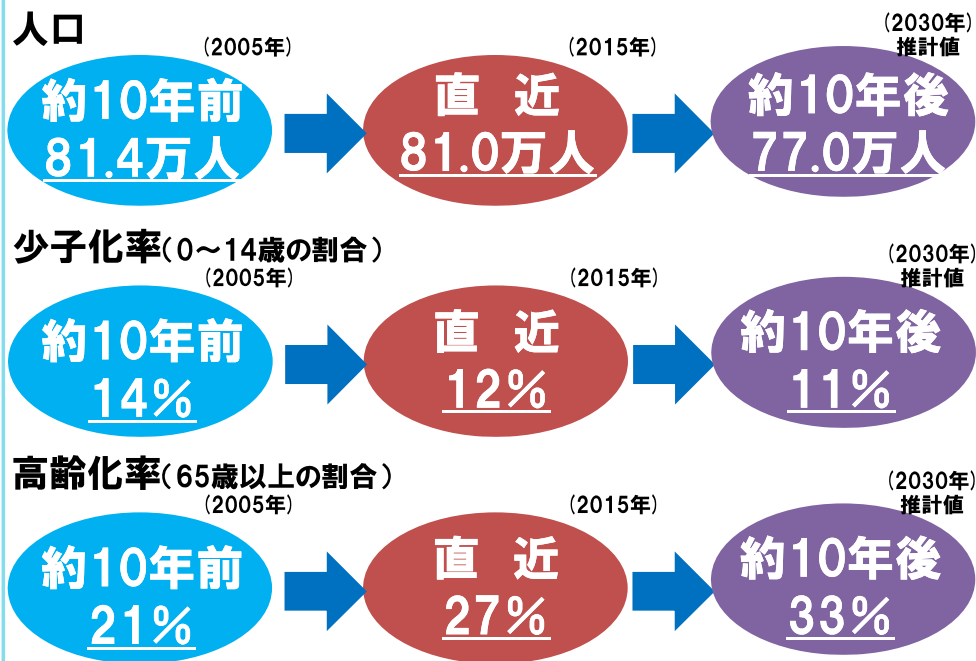 人口
(2005年)
(2015年)
(2030年)
推計値
約10年前
81.4万人
直 近
81.0万人
約10年後
77.0万人
少子化率(0～14歳の割合)
(2005年)
(2015年)
(2030年)
推計値
約10年前
14%
直 近
12%
約10年後
11%
高齢化率(65歳以上の割合)
(2005年)
(2015年)
(2030年)
推計値
約10年前
21%
直 近
27%
約10年後
33%